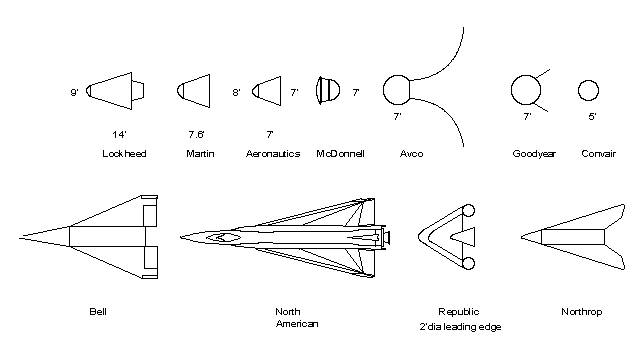 9' 8' 7' 7'
7' 7' 5'
14' 7.6' 7'
Lockheed Martin Aeronautics McDonnell Avco Goodyear Convair
Bell North American Republic Northrop
2'dia leading edge